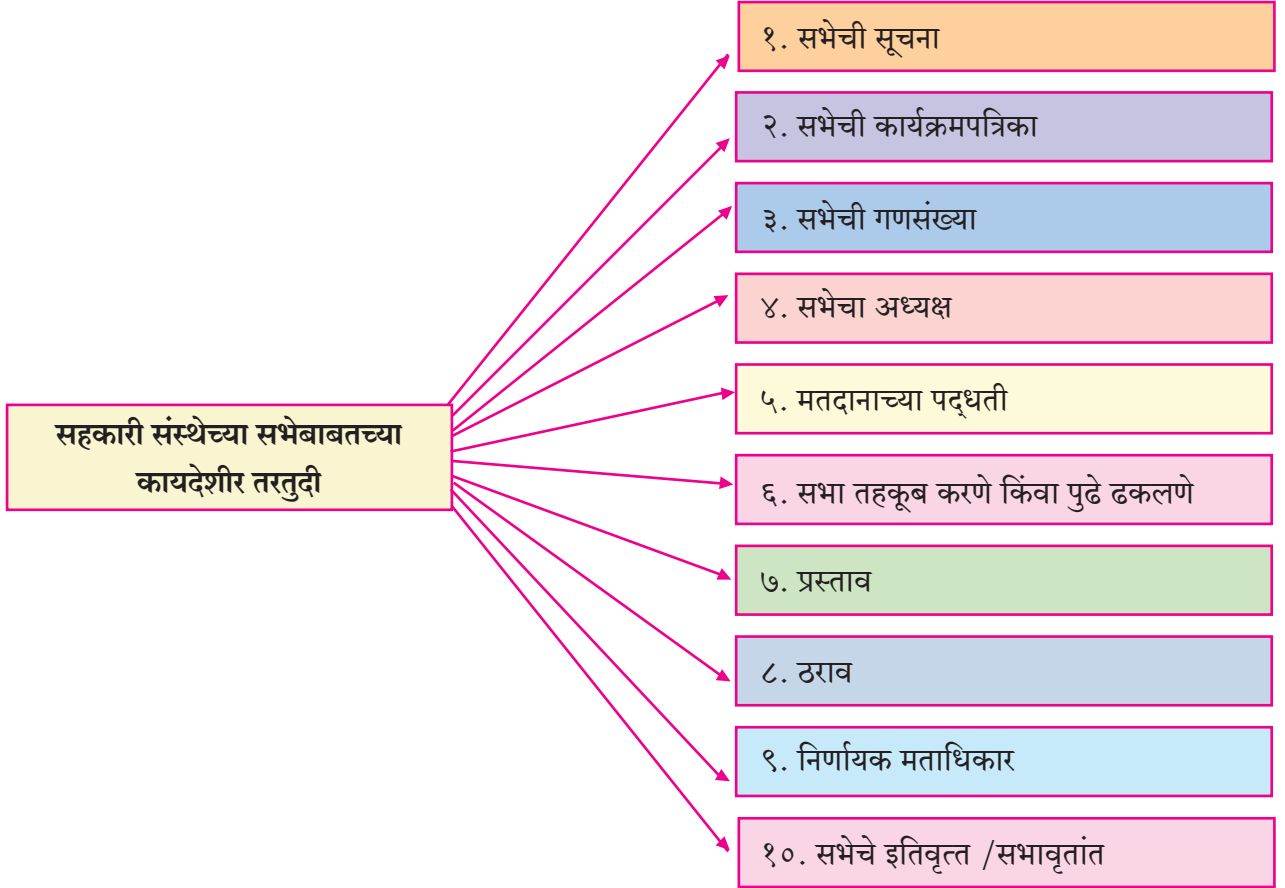 १. सभेची सूचना
२. सभेची कार्यक्रमपत्रिका
३. सभेची गणसंख्या
४. सभेचा अध्यक्ष
५. मतदानाच्या पद्धती
सहकारी संस्थेच्या सभेबाबतच्या
कायदेशीर तरतुदी
६. सभा तहकूब करणे किंवा पुढे ढकलणे
७. प्रस्ताव
८. ठराव
९. निर्णायक मताधिकार
१०. सभेचे इतिवृत्त /सभावृतांत